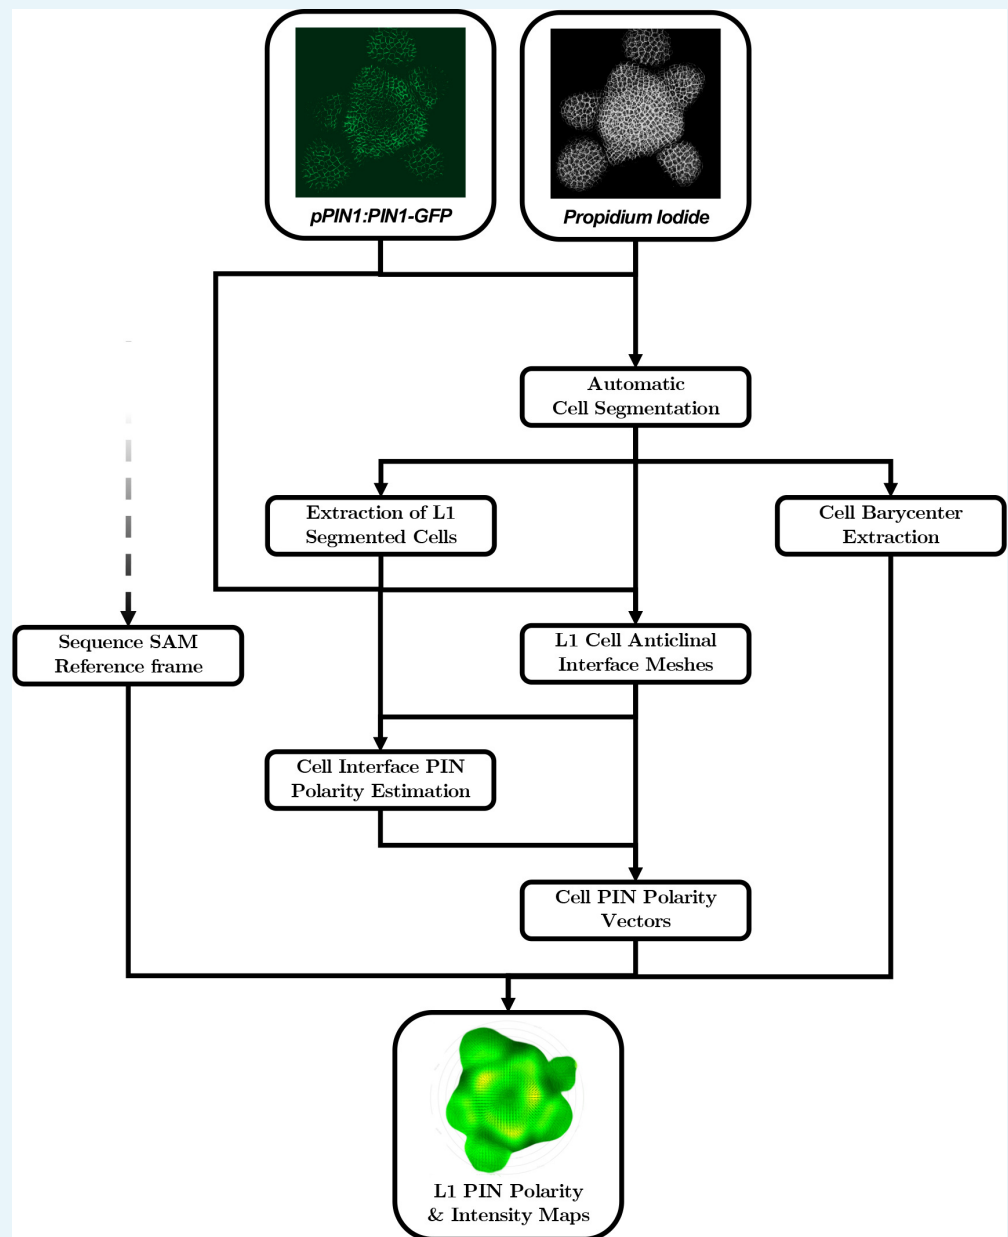 pPIN1:PIN1-GFP
Propidium Iodide
Automatic
Cell Segmentation
Extraction of L1
Segmented Cells
Cell Barycenter
Extraction
Sequence SAM
Reference frame
L1 Cell Anticlinal
Interface Meshes
Cell Interface PIN
Polarity Estimation
Cell PIN Polarity
Vectors
L1 PIN Polarity
& Intensity Maps